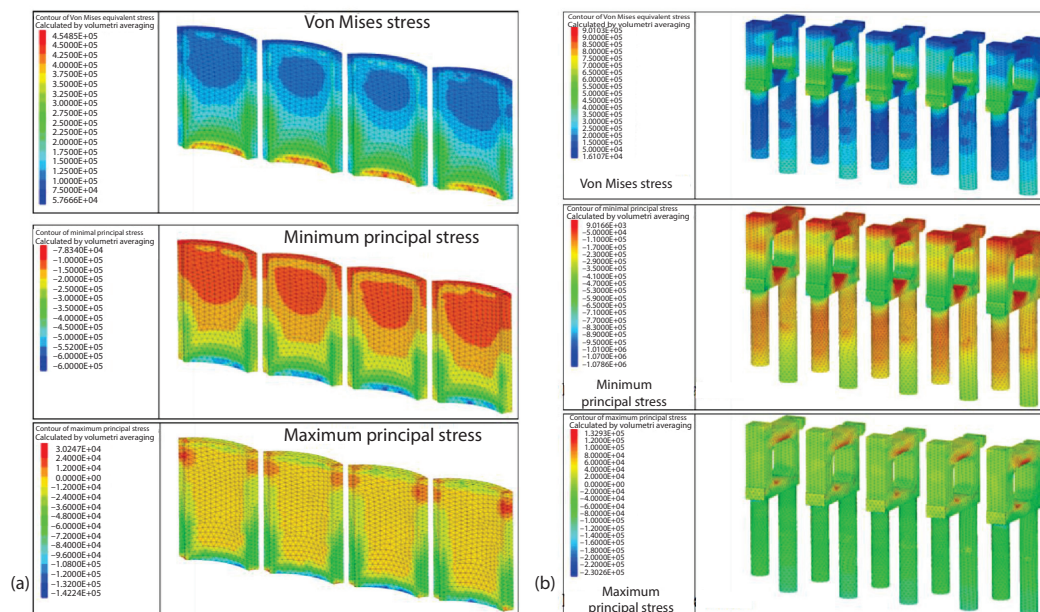 Von Mises stress
Contour of Von Mises equivalent stress
Calculated by volumetri averaging
4.5485E+05
4.5000E+05
4.2500E+05
4.0000E+05
3.7500E+05
3.5000E+05
3.2500E+05
3.0000E+05
2.7500E+05
2.5000E+05
2.2500E+05
2.0000E+05
1.7500E+05
1.5000E+05
1.2500E+05
1.0000E+05
7.5000E+04
5.7666E+04
Minimum principal stress
Contour of minimal principal stress
Calculated by volumetri averaging
−7.8340E+04
−1.0000E+05
−1.5000E+05
−2.0000E+05
−2.5000E+05
−3.0000E+05
−3.5000E+05
−4.0000E+05
−4.5000E+05
−5.0000E+05
−5.5200E+05
−6.0000E+05
−6.0000E+05
Maximum principal stress
Contour of maximum principal stress
Calculated by volumetri averaging
3.0247E+04
2.4000E+04
1.2000E+04
0.0000E+00
−1.2000E+04
−2.4000E+04
−3.6000E+04
−4.8000E+04
−6.0000E+04
−7.2000E+04
−8.4000E+04
−9.6000E+04
−1.0800E+05
−1.2000E+05
−1.3200E+05
−1.4224E+05
(a)
Contour of Von Mises equivalent stress
Calculated by volumetri averaging
9.0103E+05
9.0000E+05
8.5000E+05
8.0000E+05
7.5000E+05
7.0000E+05
6.5000E+05
6.0000E+05
5.5000E+05
5.0000E+05
4.5000E+05
4.0000E+05
3.5000E+05
3.0000E+05
2.5000E+05
2.0000E+05
1.5000E+05
1.0000E+05
5.0000E+04
1.6107E+04
Von Mises stress
Contour of minimal principal stress
Calculated by volumetri averaging
9.0166E+03
−5.0000E+04
−1.1000E+05
−1.7000E+05
−2.3000E+05
−2.9000E+05
−3.5000E+05
−4.1000E+05
−4.7000E+05
−5.3000E+05
−5.9000E+05
−6.5000E+05
−7.1000E+05
−7.7000E+05
−8.3000E+05
−8.9000E+05
−9.5000E+05
−1.0100E+06
−1.0700E+06
−1.0786E+06
Minimum
principal stress
Contour of maximum principal stress
Calculated by volumetri averaging
1.3293E+05
1.2000E+05
1.0000E+05
8.0000E+04
6.0000E+04
4.0000E+04
2.0000E+04
0.0000E+00
−2.0000E+04
−4.0000E+04
−6.0000E+04
−8.0000E+04
−1.0000E+05
−1.2000E+05
−1.4000E+05
−1.6000E+05
−1.8000E+05
−2.0000E+05
−2.2000E+05
−2.3026E+05
Maximum
principal stress
(b)